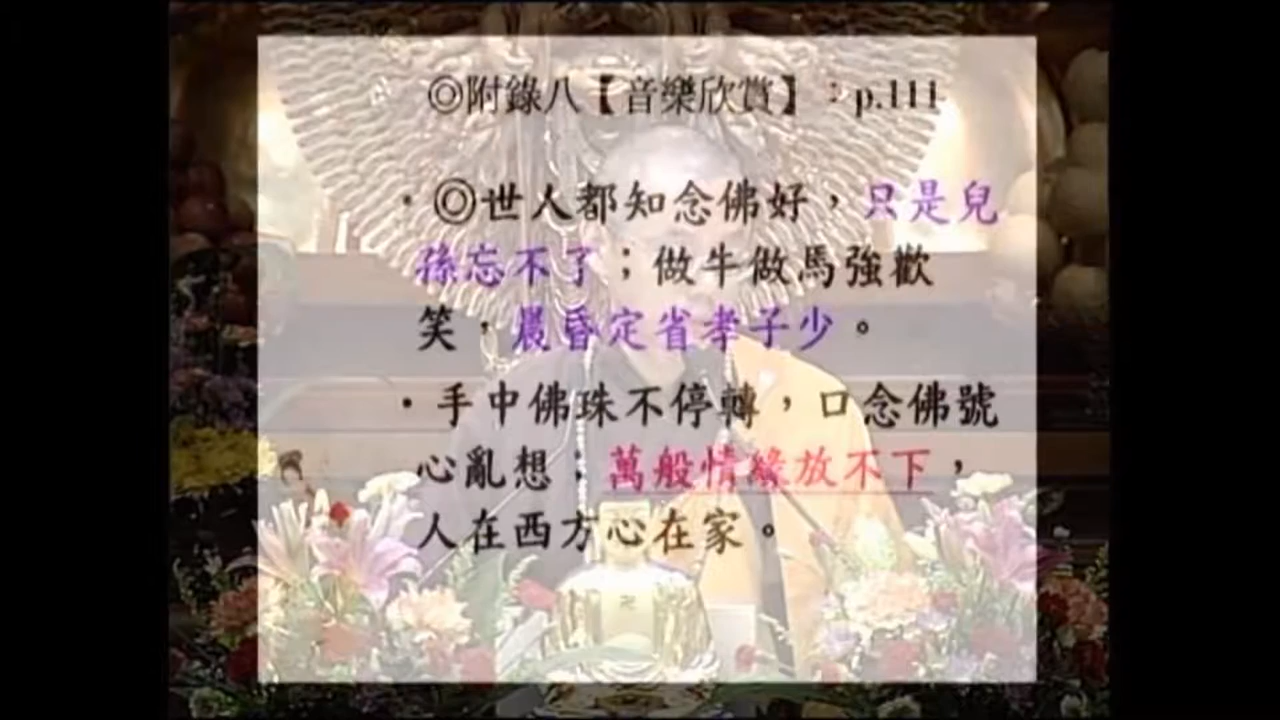 ◎附錄八【音樂欣賞】：p.111
·◎世人都知念佛好，只是兒
孫忘不了；做牛做馬強歡
笑，晨昏定省孝子少。
·手中佛珠不停轉，口念佛號
心亂想；萬般情緣放不下，
人在西方心在家。